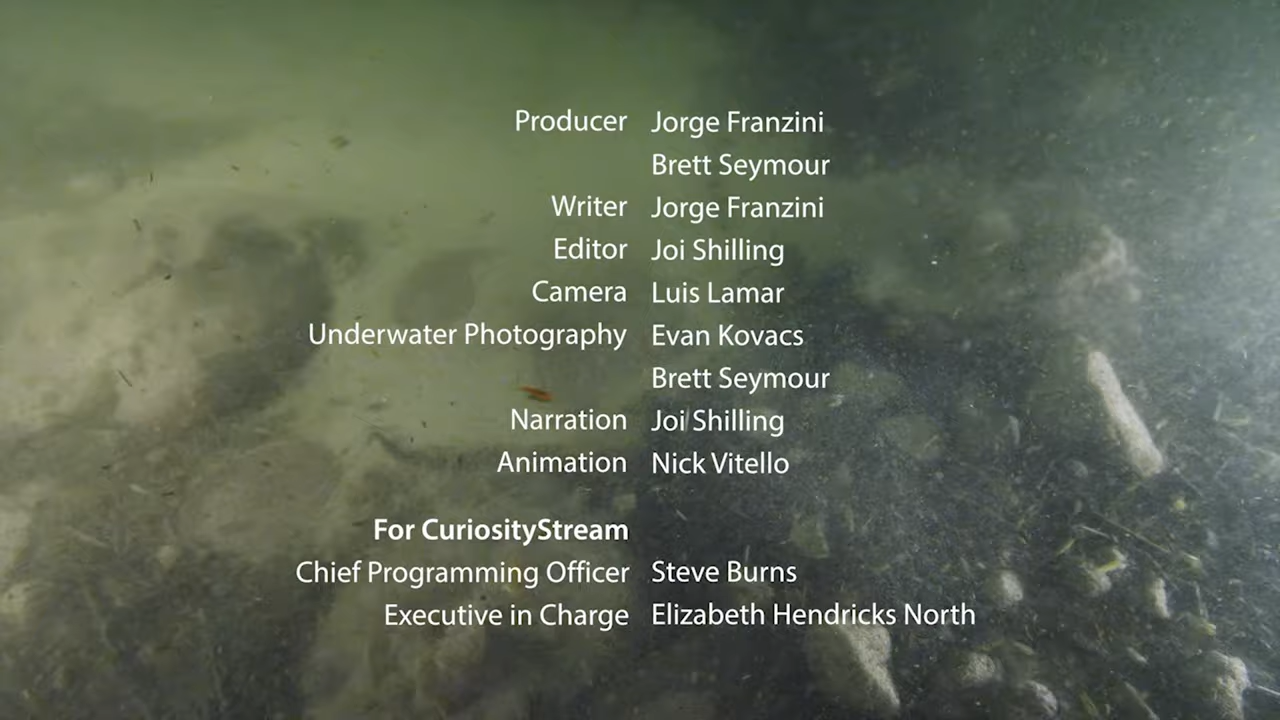 Producer Jorge Franzini
Brett Seymour
Writer Jorge Franzini
Editor Joi Shilling
Camera Luis Lamar
Underwater Photography Evan Kovacs
Brett Seymour
Narration Joi Shilling
Animation Nick Vitello
For CuriosityStream
Chief Programming Officer Steve Burns
Executive in Charge Elizabeth Hendricks North